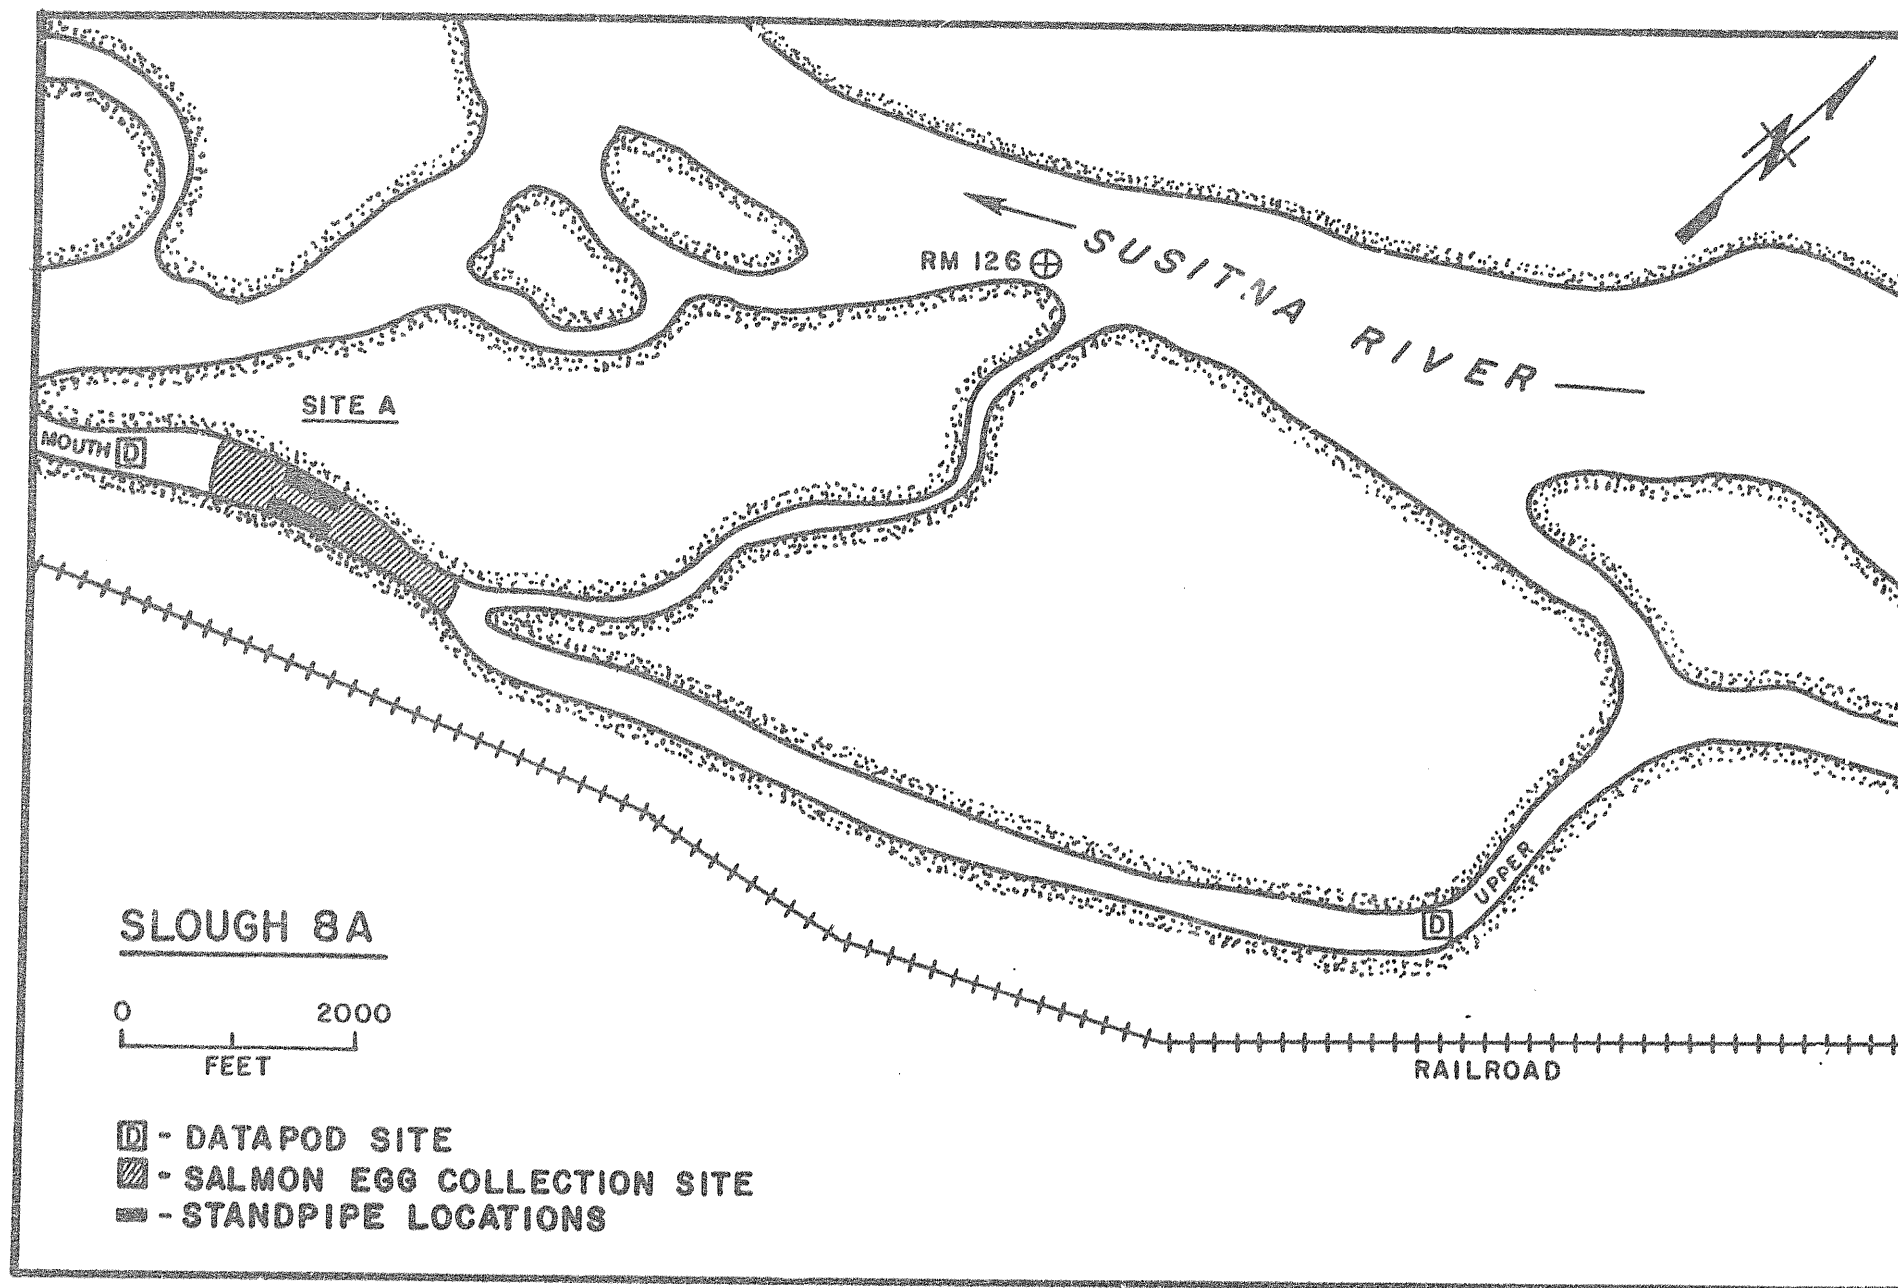 RM 126
SUSITNA RIVER
SITE A
MOUTH D
UPPER
D
SLOUGH 8A
0 2000
FEET
RAILROAD
D - DATAPOD SITE
- SALMON EGG COLLECTION SITE
- STANDPIPE LOCATIONS